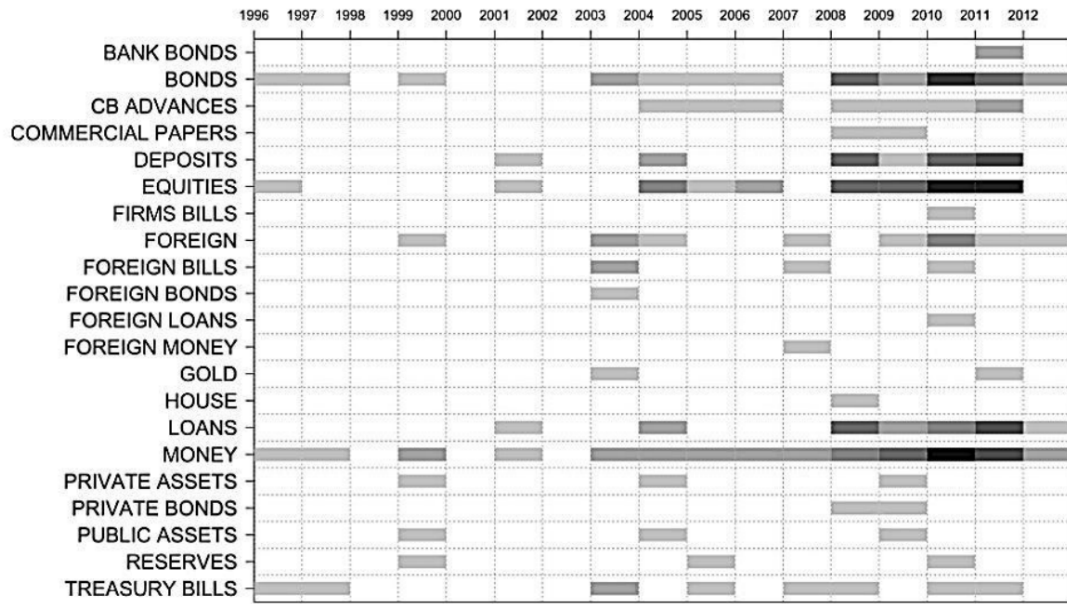 1996 1997 1998 1999 2000 2001 2002 2003 2004 2005 2006 2007 2008 2009 2010 2011 2012
BANK BONDS
BONDS
CB ADVANCES
COMMERCIAL PAPERS
DEPOSITS
EQUITIES
FIRMS BILLS
FOREIGN
FOREIGN BILLS
FOREIGN BONDS
FOREIGN LOANS
FOREIGN MONEY
GOLD
HOUSE
LOANS
MONEY
PRIVATE ASSETS
PRIVATE BONDS
PUBLIC ASSETS
RESERVES
TREASURY BILLS